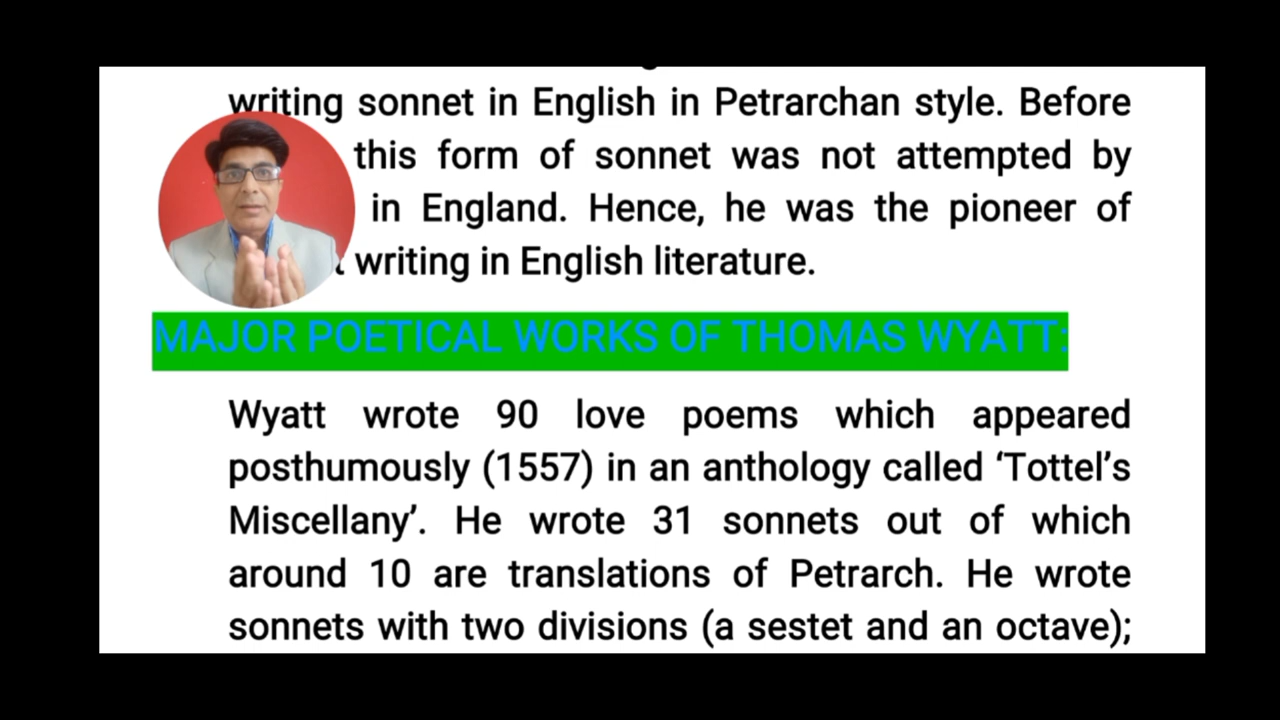 writing sonnet in English in Petrarchan style. Before
this form of sonnet was not attempted by
in England. Hence, he was the pioneer of
writing in English literature.
MAJOR POETICAL WORKS OF THOMAS WYATT:
Wyatt wrote 90 love poems which appeared
posthumously (1557) in an anthology called ‘Tottel’s
Miscellany’. He wrote 31 sonnets out of which
around 10 are translations of Petrarch. He wrote
sonnets with two divisions (a sestet and an octave);